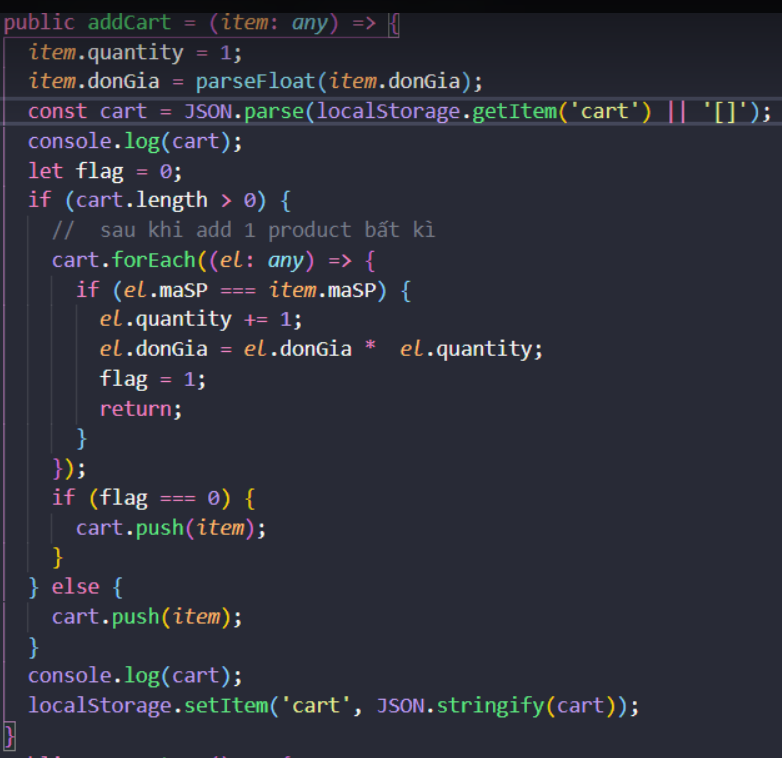 public addCart = (item: any) => {
item.quantity = 1;
item.donGia = parseFloat(item.donGia);
const cart = JSON.parse(localStorage.getItem('cart') || '[]');
console.log(cart);
let flag = 0;
if (cart.length > 0) {
//  sau khi add 1 product bất kì
cart.forEach((el: any) => {
if (el.maSP === item.maSP) {
el.quantity += 1;
el.donGia = el.donGia *  el.quantity;
flag = 1;
return;
}
});
if (flag === 0) {
cart.push(item);
}
} else {
cart.push(item);
}
console.log(cart);
localStorage.setItem('cart', JSON.stringify(cart));
}